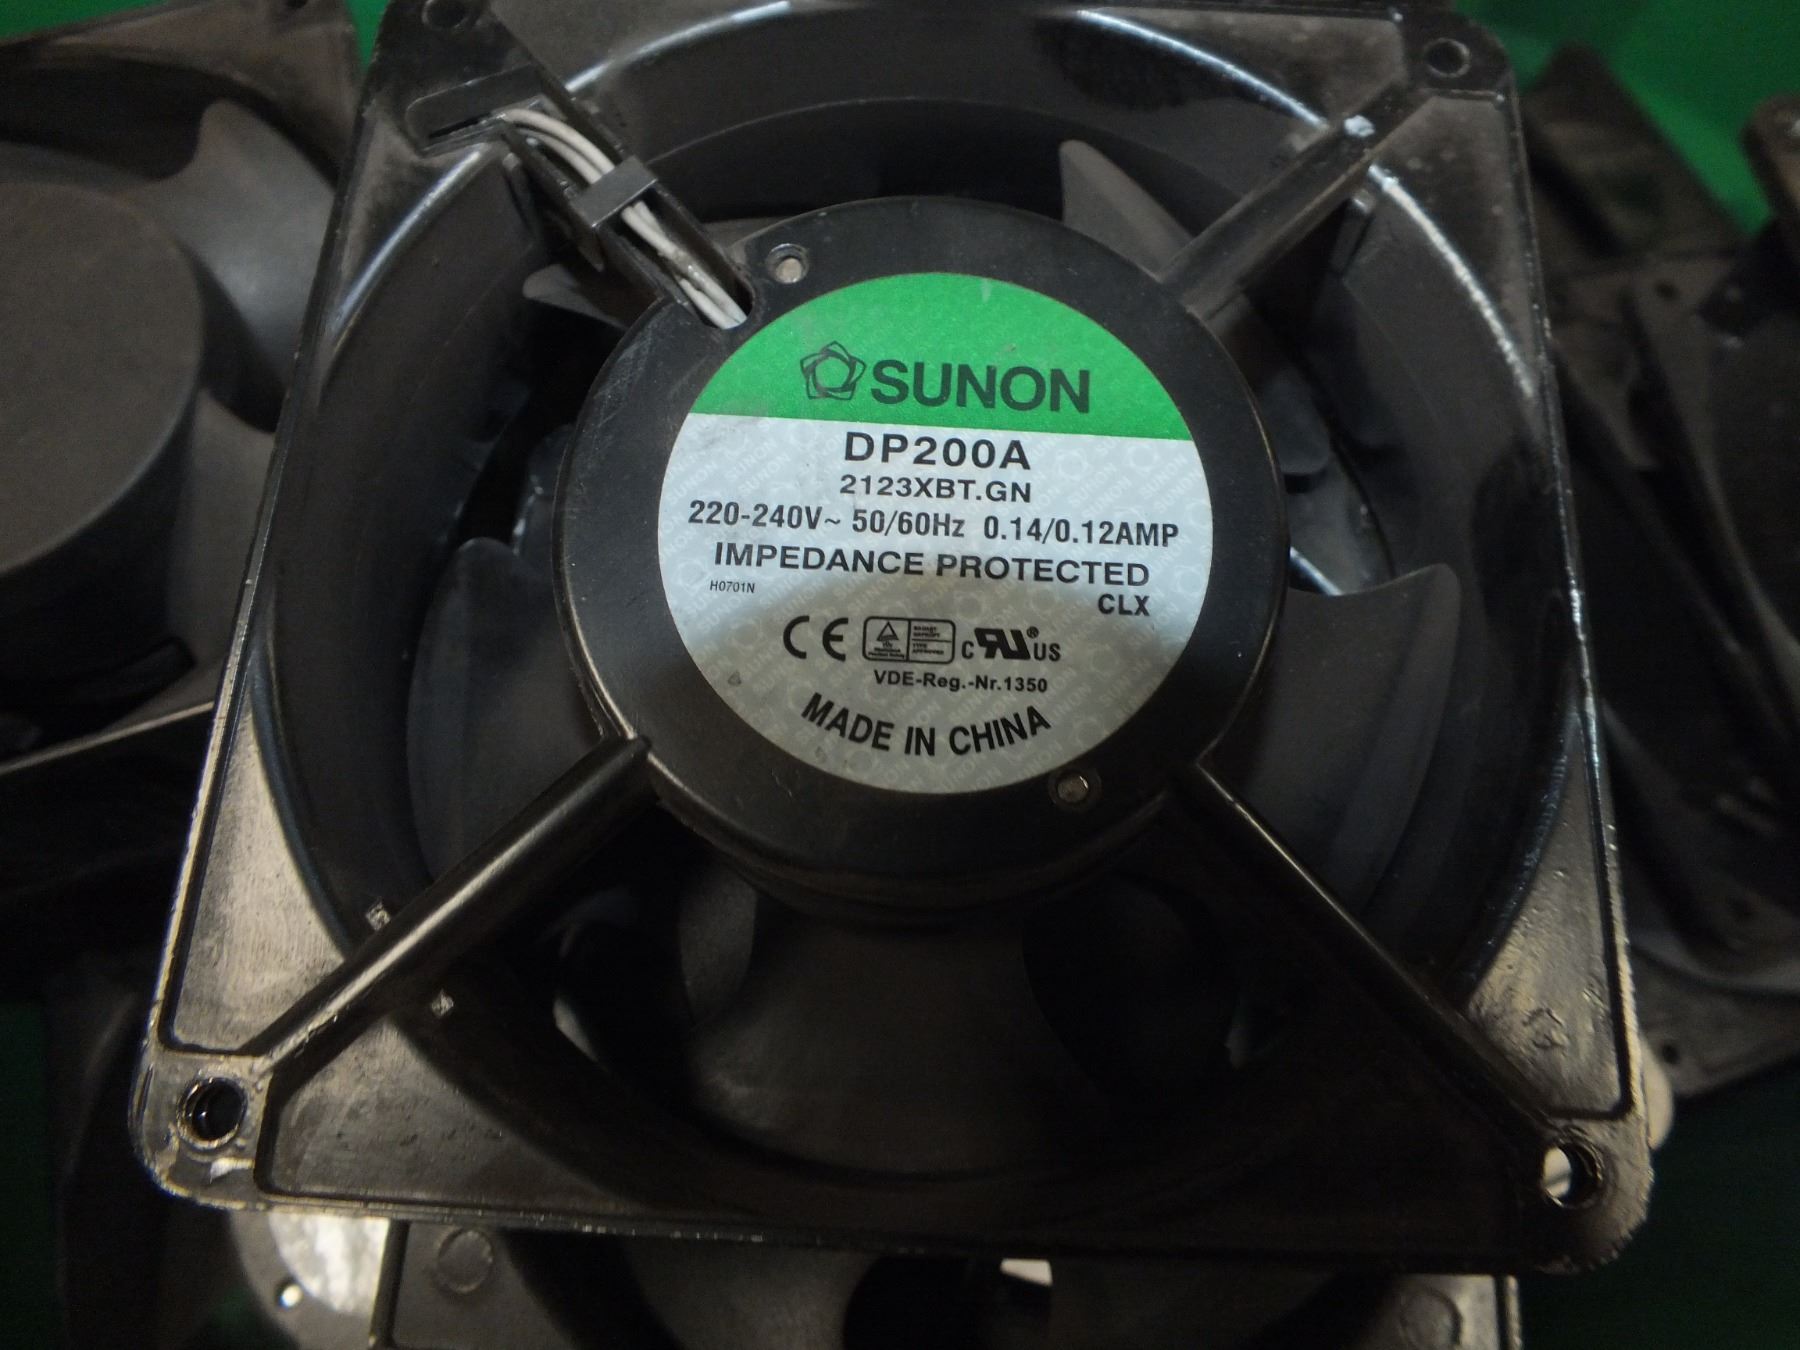 SUNON
DP200A
2123XBT.GN
220-240V~ 50/60Hz 0.14/0.12AMP
IMPEDANCE PROTECTED
H0701N
CLX
CE
c RU ® US
VDE-Reg.-Nr.1350
MADE IN CHINA